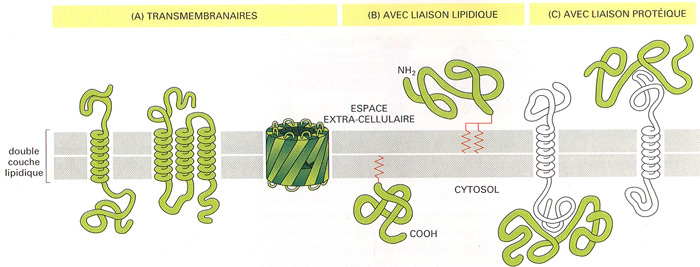 (A) TRANSMEMBRANAIRES
(B) AVEC LIAISON LIPIDIQUE
(C) AVEC LIAISON PROTÉIQUE
NH₂
ESPACE
EXTRA-CELLULAIRE
double
couche
lipidique
CYTOSOL
COOH